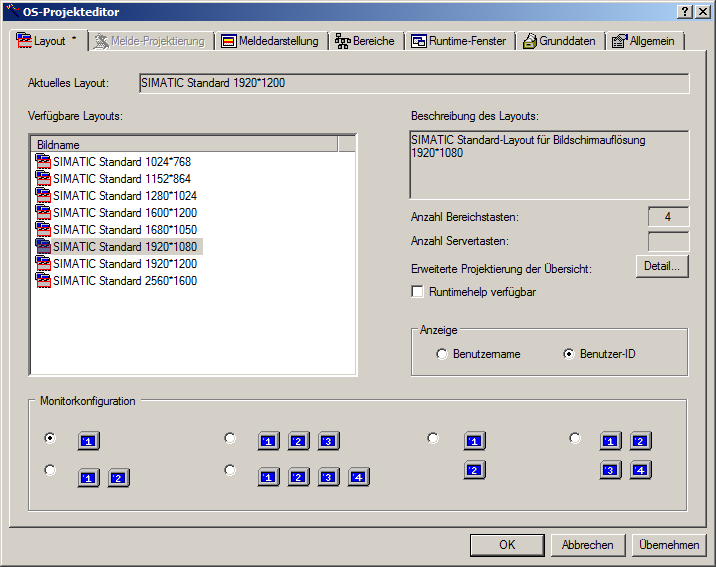 OS-Projekteditor
Layout *
Melde-Projektierung
Meldedarstellung
Bereiche
Runtime-Fenster
Grunddaten
Allgemein
Aktuelles Layout:
SIMATIC Standard 1920*1200
Verfügbare Layouts:
Bildname
SIMATIC Standard 1024*768
SIMATIC Standard 1152*864
SIMATIC Standard 1280*1024
SIMATIC Standard 1600*1200
SIMATIC Standard 1680*1050
SIMATIC Standard 1920*1080
SIMATIC Standard 1920*1200
SIMATIC Standard 2560*1600
Beschreibung des Layouts:
SIMATIC Standard-Layout für Bildschirmauflösung
1920*1080
Anzahl Bereichstasten:
4
Anzahl Servertasten:
Erweiterte Projektierung der Übersicht:
Detail...
Runtimehelp verfügbar
Anzeige
Benutzername
Benutzer-ID
Monitorkonfiguration
1
1 2 3
1
1 2
1 2
1 2 3 4
2
3 4
OK
Abbrechen
Übernehmen